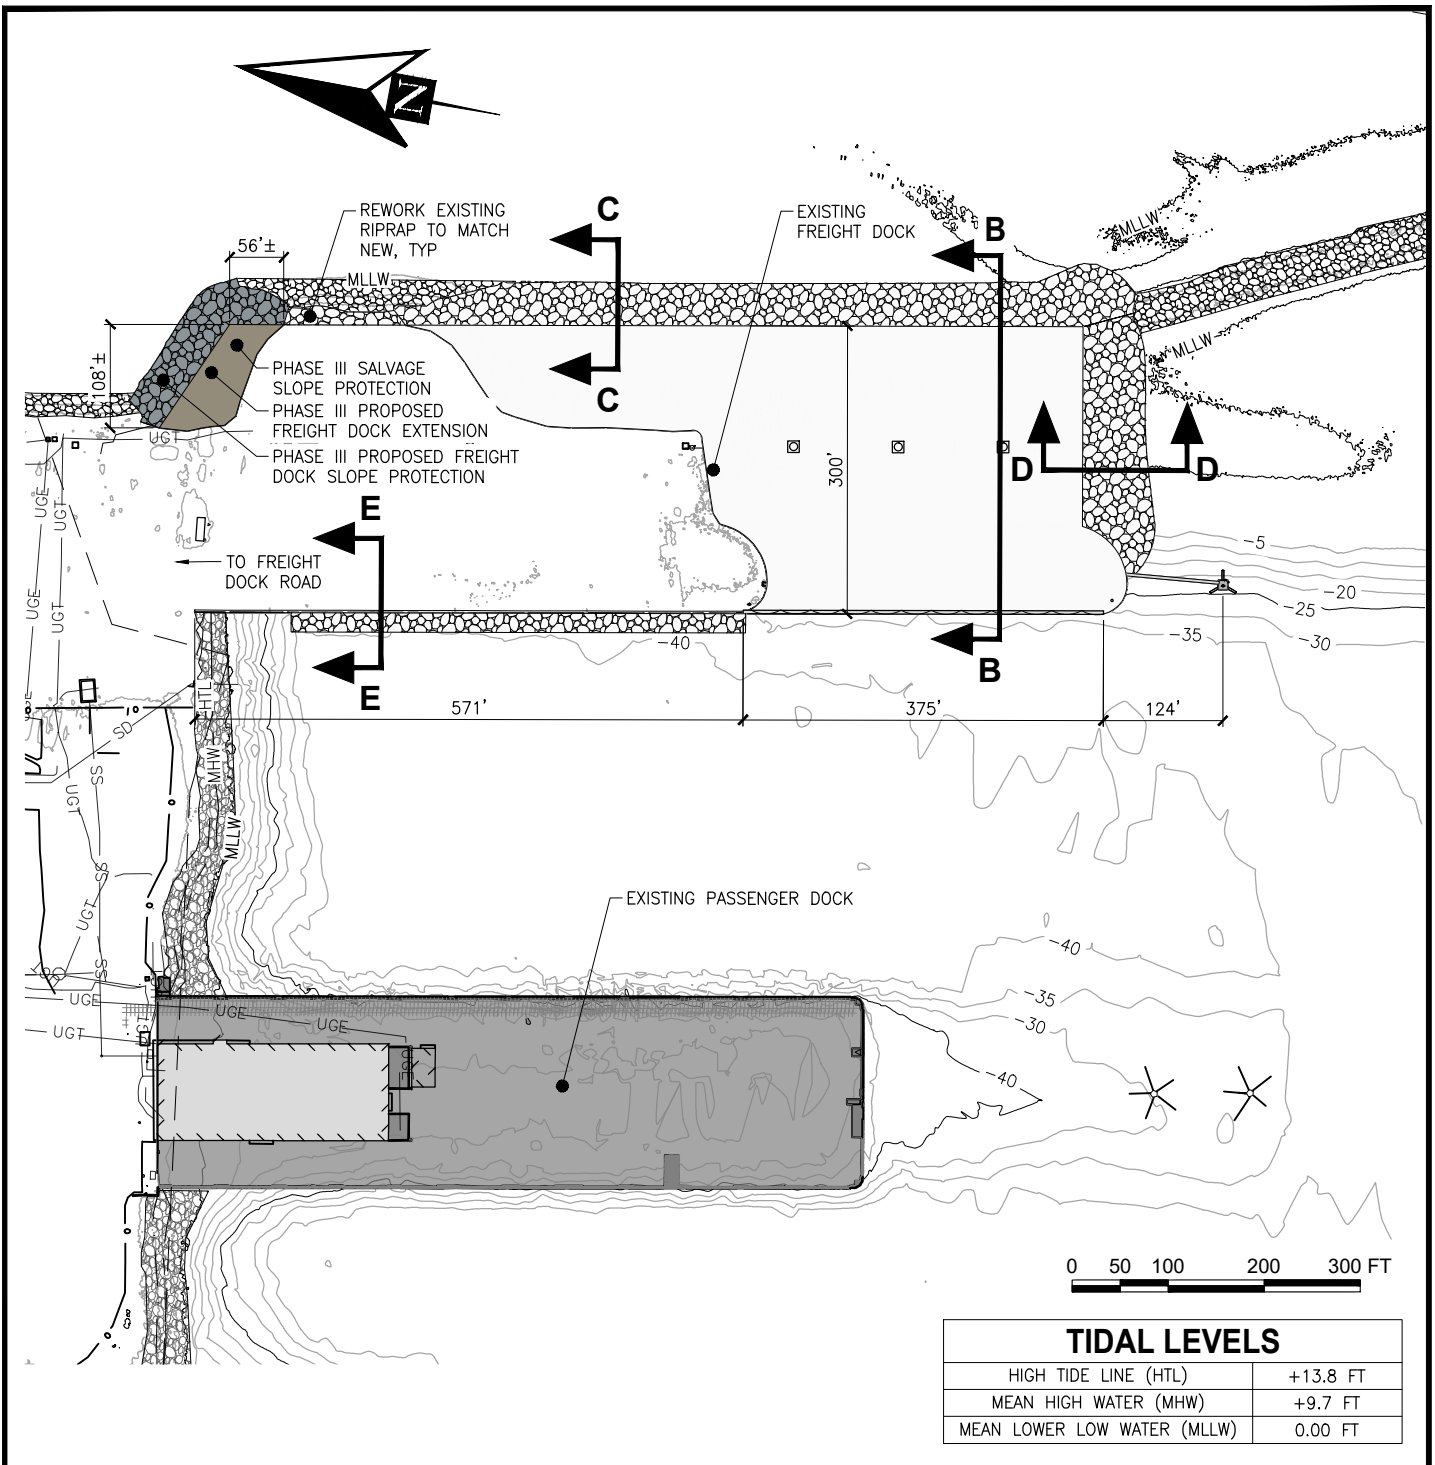 N
REWORK EXISTING
RIPRAP TO MATCH
NEW, TYP
C
EXISTING
FREIGHT DOCK
B
MLLW
56'±
MLLW
MLLW
108'±
PHASE III SALVAGE
SLOPE PROTECTION
C
PHASE III PROPOSED
FREIGHT DOCK EXTENSION
UGT
PHASE III PROPOSED FREIGHT
DOCK SLOPE PROTECTION
300'
D
D
UGE
UGT
E
-5
TO FREIGHT
DOCK ROAD
-20
-25
UGE
UGT
-40
-35
-30
B
E
HTL
571'
375'
124'
SD
MHW
SS
UGT
MLLW
SS
EXISTING PASSENGER DOCK
UGT
-40
SS
UGE
UGE
UGE
UGT
-35
-30
-40
0 50 100 200 300 FT
TIDAL LEVELS
HIGH TIDE LINE (HTL) +13.8 FT
MEAN HIGH WATER (MHW) +9.7 FT
MEAN LOWER LOW WATER (MLLW) 0.00 FT